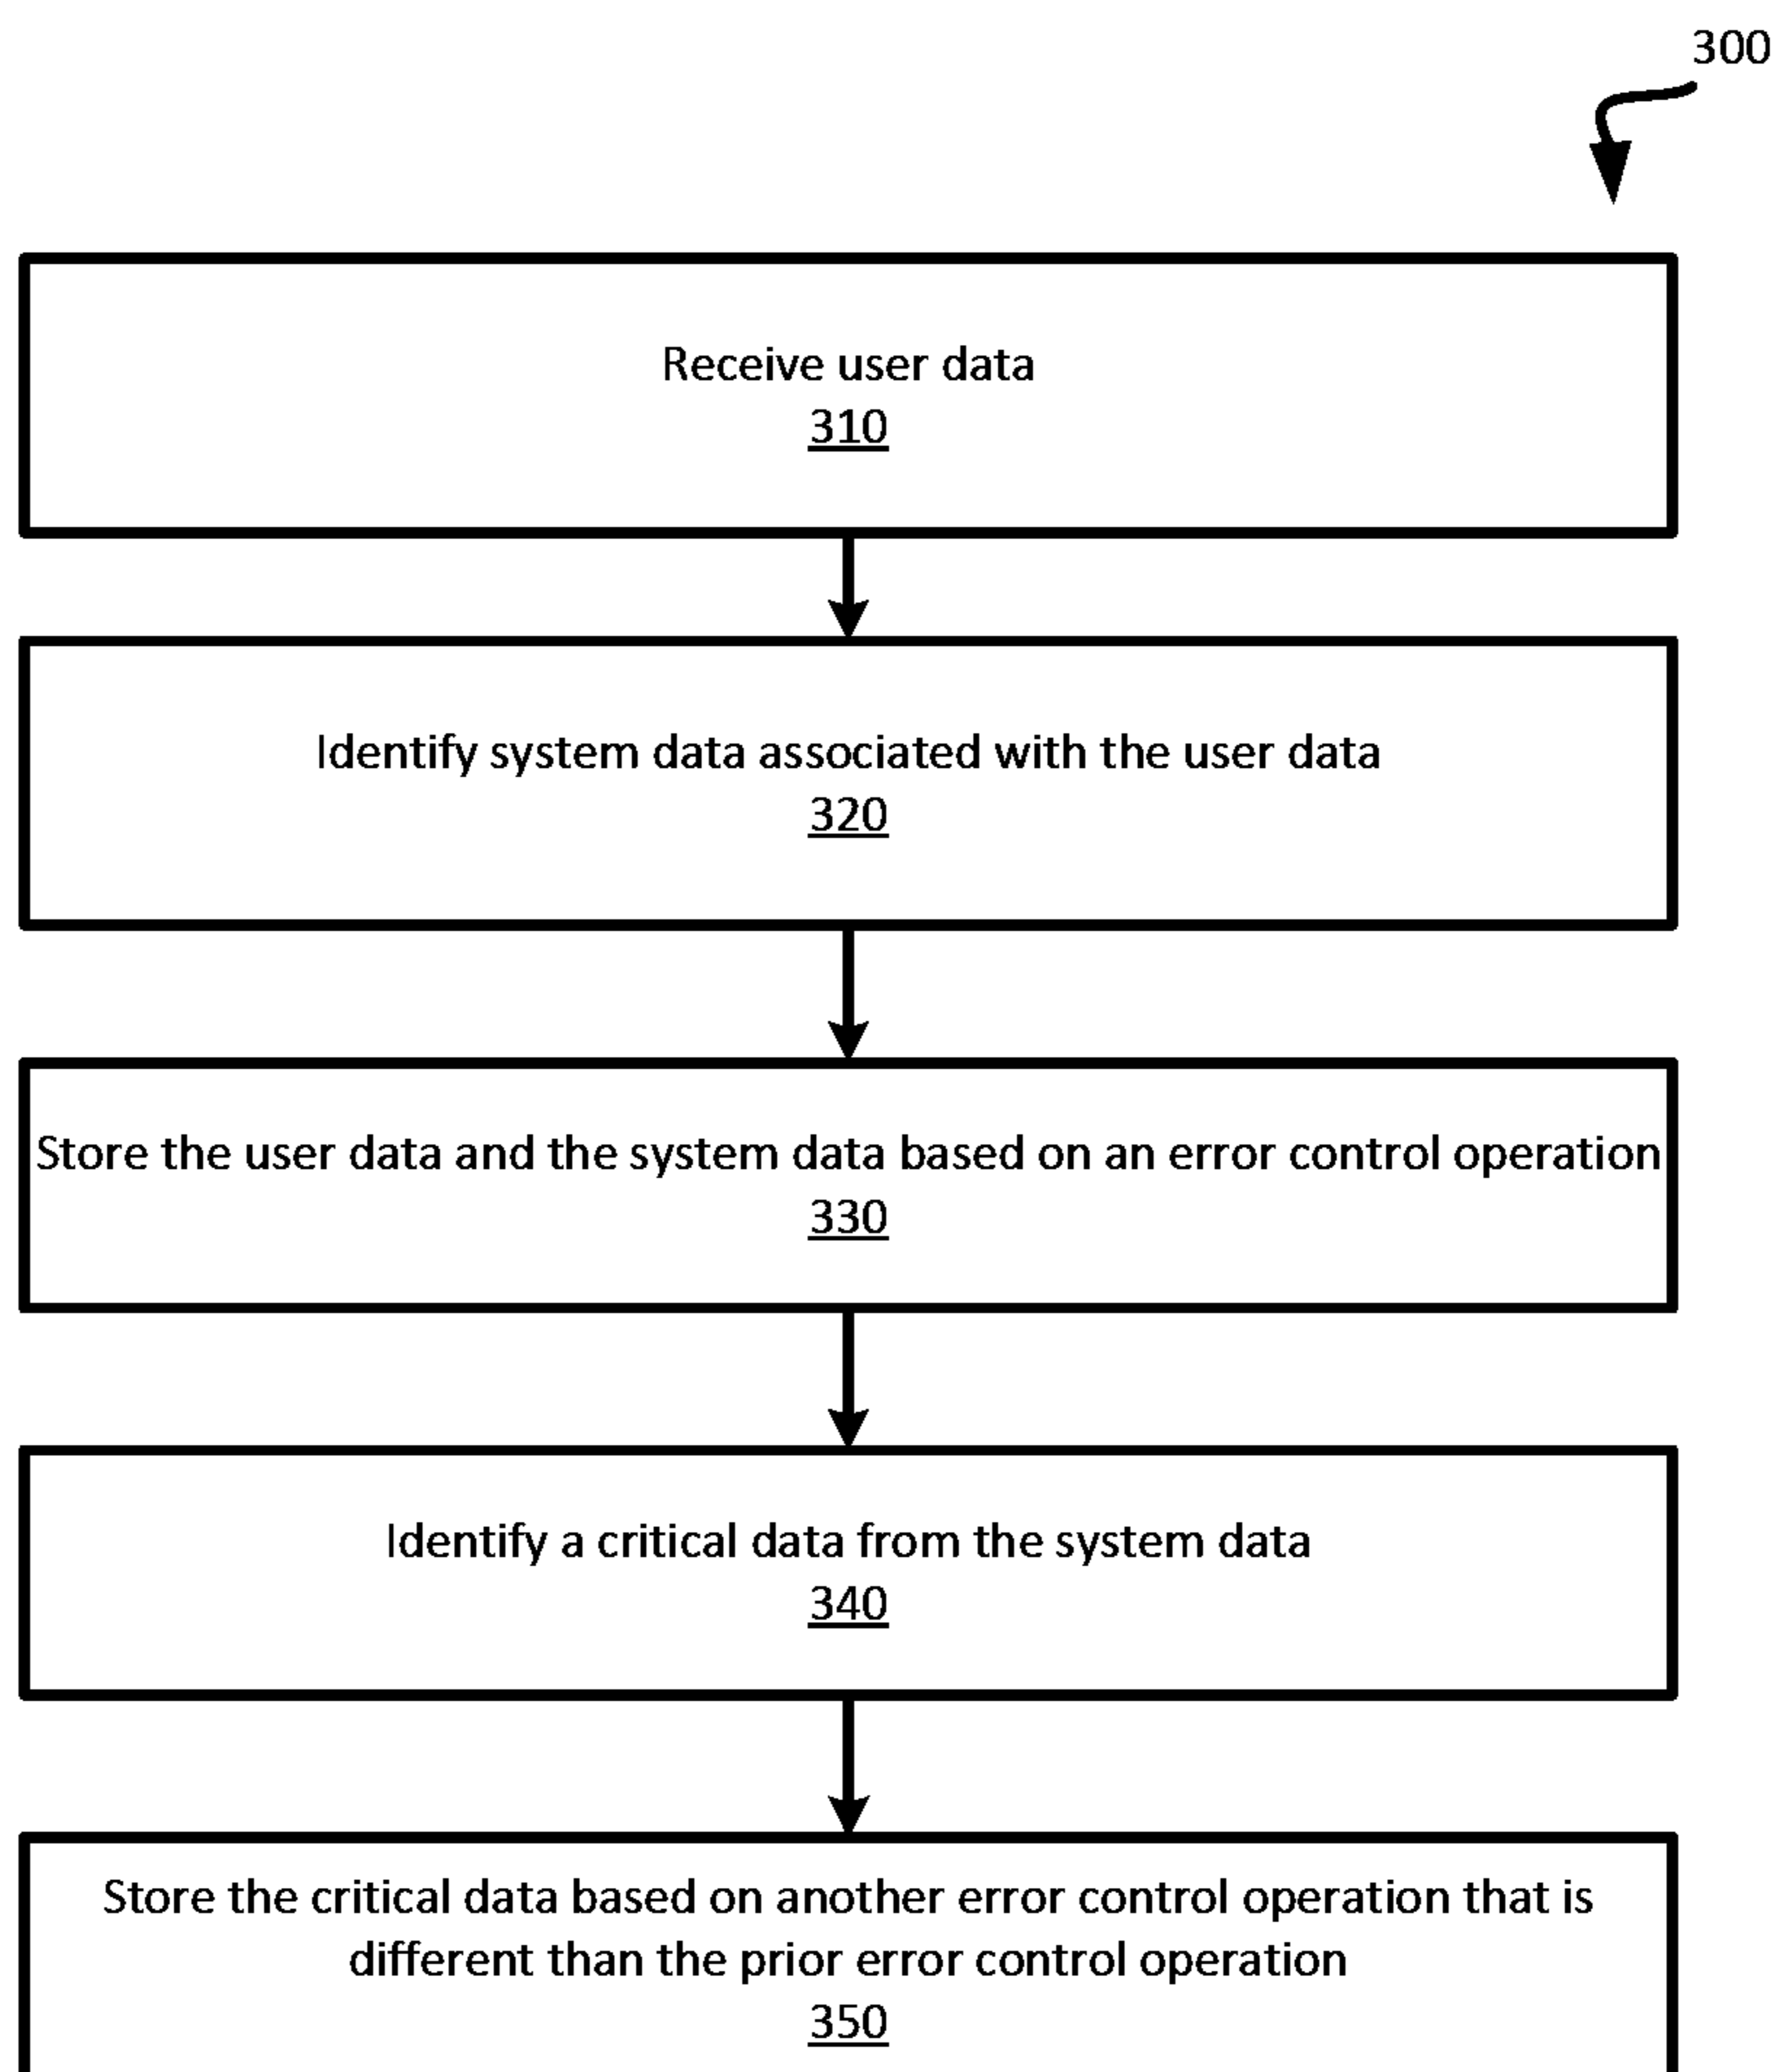 300
Receive user data
310
Identify system data associated with the user data
320
Store the user data and the system data based on an error control operation
330
Identify a critical data from the system data
340
Store the critical data based on another error control operation that is
different than the prior error control operation
350